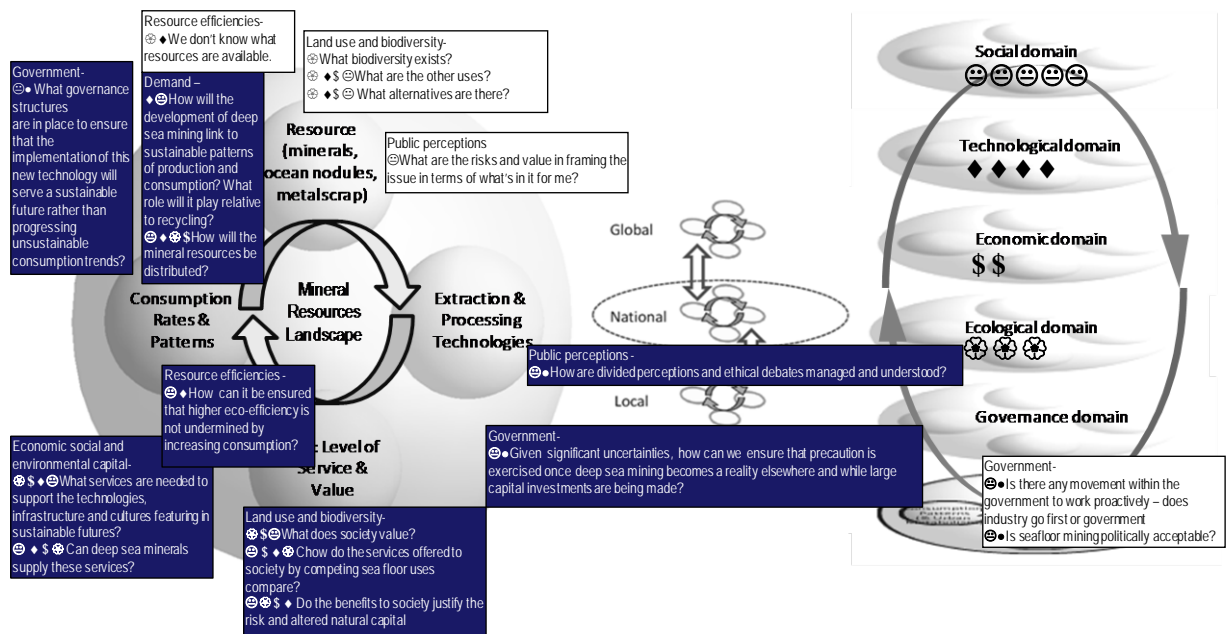 Resource efficiencies-
❀ ♦We don't know what
resources are available.
Land use and biodiversity-
❀What biodiversity exists?
❀ ♦$ 😐What are the other uses?
❀ ♦$ 😐 What alternatives are there?
Government-
😐● What governance
structures
are in place to ensure
that the
implementation of this
new technology will
serve a sustainable
future rather than
progressing
unsustainable
consumption trends?
Demand –
♦😐How will the
development of deep
sea mining link to
sustainable patterns
of production and
consumption? What
role will it play relative
to recycling?
😐 ♦ ❀ $How will the
mineral resources be
distributed?
Resource
(minerals,
ocean nodules,
metal scrap)
Public perceptions
😐What are the risks and value in framing the
issue in terms of what's in it for me?
Consumption
Rates &
Patterns
Mineral
Resources
Landscape
Extraction &
Processing
Technologies
Resource efficiencies -
😐 ♦How can it be ensured
that higher eco-efficiency is
not undermined by
increasing consumption?
: Level of
Service &
Value
Economic social and
environmental capital-
❀ $ ♦😐What services are needed to
support the technologies,
infrastructure and cultures featuring in
sustainable futures?
😐 ♦ $ ❀ Can deep sea minerals
supply these services?
Land use and biodiversity-
❀ $😐What does society value?
😐 $ ♦ ❀ Chow do the services offered to
society by competing sea floor uses
compare?
😐❀ $ ♦ Do the benefits to society justify the
risk and altered natural capital
Global
National
Local
Public perceptions -
😐●How are divided perceptions and ethical debates managed and understood?
Government-
😐●Given significant uncertainties, how can we ensure that precaution is
exercised once deep sea mining becomes a reality elsewhere and while large
capital investments are being made?
Social domain
😐 😐 😐 😐 😐
Technological domain
♦ ♦ ♦ ♦
Economic domain
$ $
Ecological domain
❀ ❀ ❀
Governance domain
Government-
😐●Is there any movement within the
government to work proactively – does
industry go first or government
😐●Is seafloor mining politically acceptable?